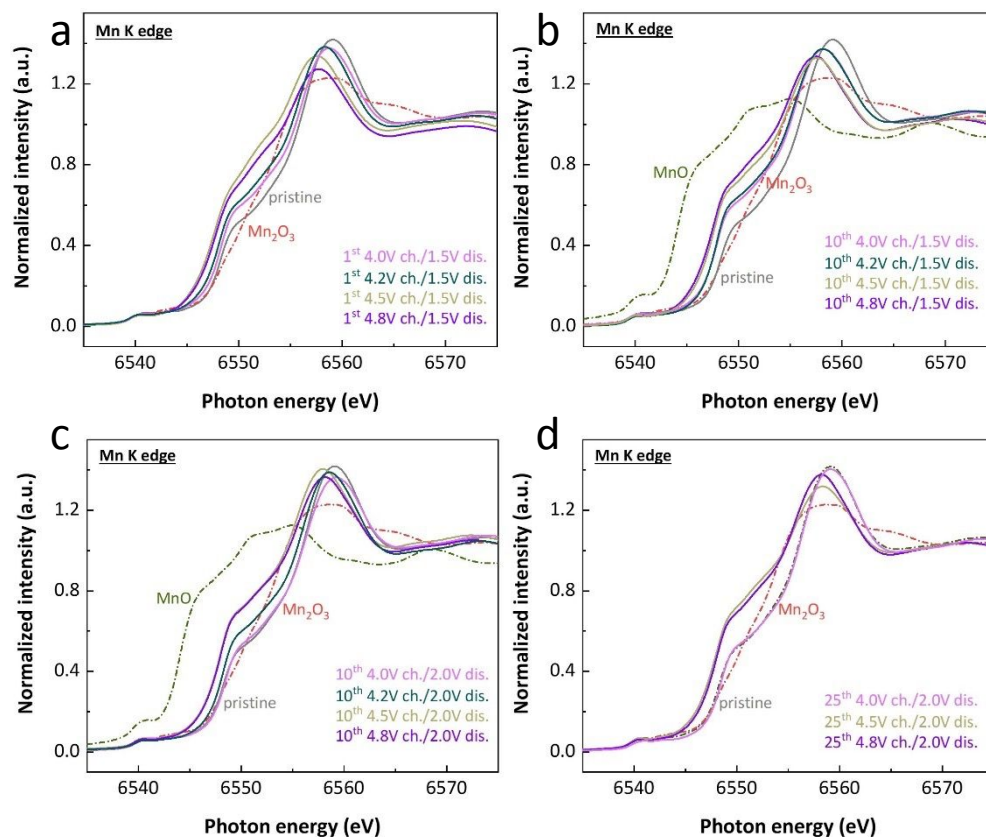 a
Mn K edge
Normalized intensity (a.u.)
1.2
0.8
0.4
0.0
pristine
Mn₂O₃
1ˢᵗ 4.0V ch./1.5V dis.
1ˢᵗ 4.2V ch./1.5V dis.
1ˢᵗ 4.5V ch./1.5V dis.
1ˢᵗ 4.8V ch./1.5V dis.
6540 6550 6560 6570
Photon energy (eV)
b
Mn K edge
Normalized intensity (a.u.)
1.2
0.8
0.4
0.0
MnO
Mn₂O₃
pristine
10ᵗʰ 4.0V ch./1.5V dis.
10ᵗʰ 4.2V ch./1.5V dis.
10ᵗʰ 4.5V ch./1.5V dis.
10ᵗʰ 4.8V ch./1.5V dis.
6540 6550 6560 6570
Photon energy (eV)
c
Mn K edge
Normalized intensity (a.u.)
1.2
0.8
0.4
0.0
MnO
Mn₂O₃
pristine
10ᵗʰ 4.0V ch./2.0V dis.
10ᵗʰ 4.2V ch./2.0V dis.
10ᵗʰ 4.5V ch./2.0V dis.
10ᵗʰ 4.8V ch./2.0V dis.
6540 6550 6560 6570
Photon energy (eV)
d
Mn K edge
Normalized intensity (a.u.)
1.2
0.8
0.4
0.0
Mn₂O₃
pristine
25ᵗʰ 4.0V ch./2.0V dis.
25ᵗʰ 4.5V ch./2.0V dis.
25ᵗʰ 4.8V ch./2.0V dis.
6540 6550 6560 6570
Photon energy (eV)